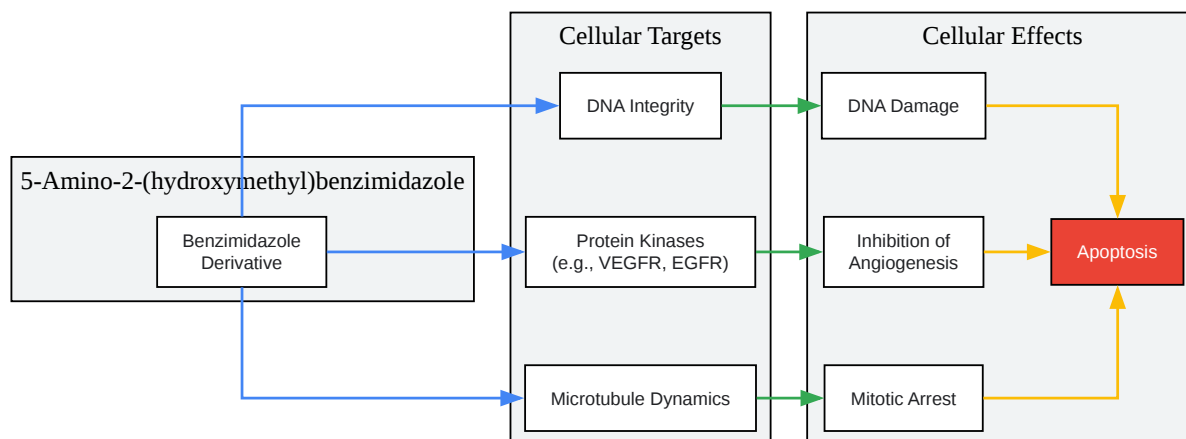 Cellular Targets
Cellular Effects
DNA Integrity
DNA Damage
5-Amino-2-(hydroxymethyl)benzimidazole
Benzimidazole
Derivative
Protein Kinases
(e.g., VEGFR, EGFR)
Inhibition of
Angiogenesis
Apoptosis
Microtubule Dynamics
Mitotic Arrest